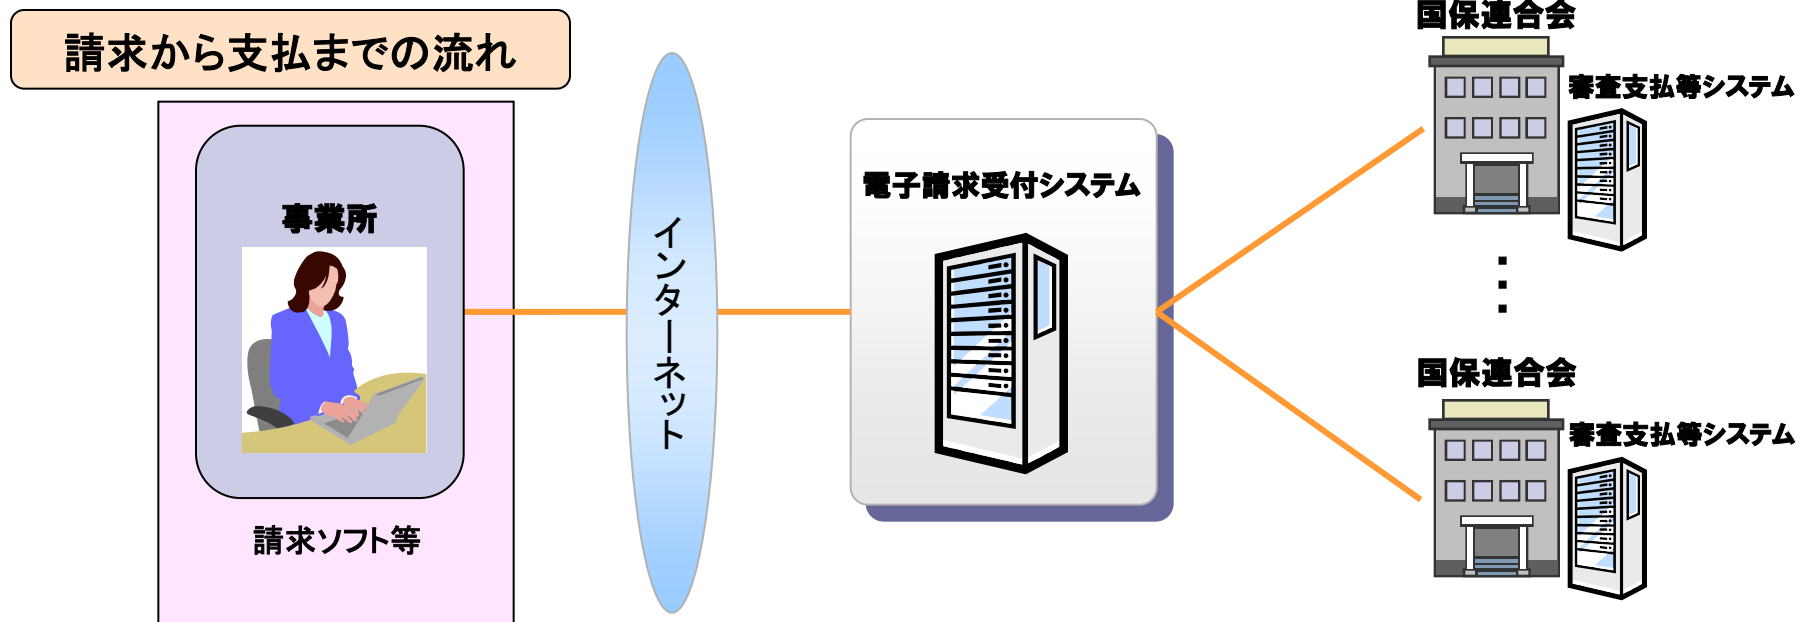 請求から支払までの流れ
事業所
請求ソフト等
インターネット
電子請求受付システム
国保連合会
審査支払等システム
国保連合会
審査支払等システム